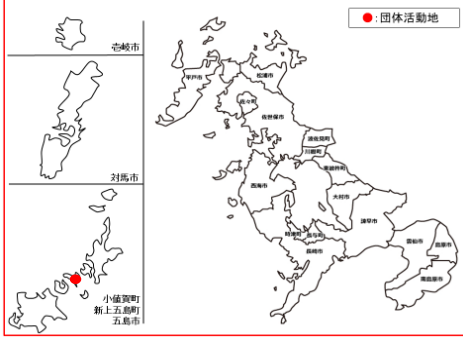 ●:団体活動地
壱岐市
対馬市
小値賀町
新上五島町
五島市
平戸市
松浦市
佐々町
佐世保市
波佐見町
川棚町
東彼杵町
西海市
大村市
諫早市
時津町
長与町
長崎市
雲仙市
島原市
南島原市